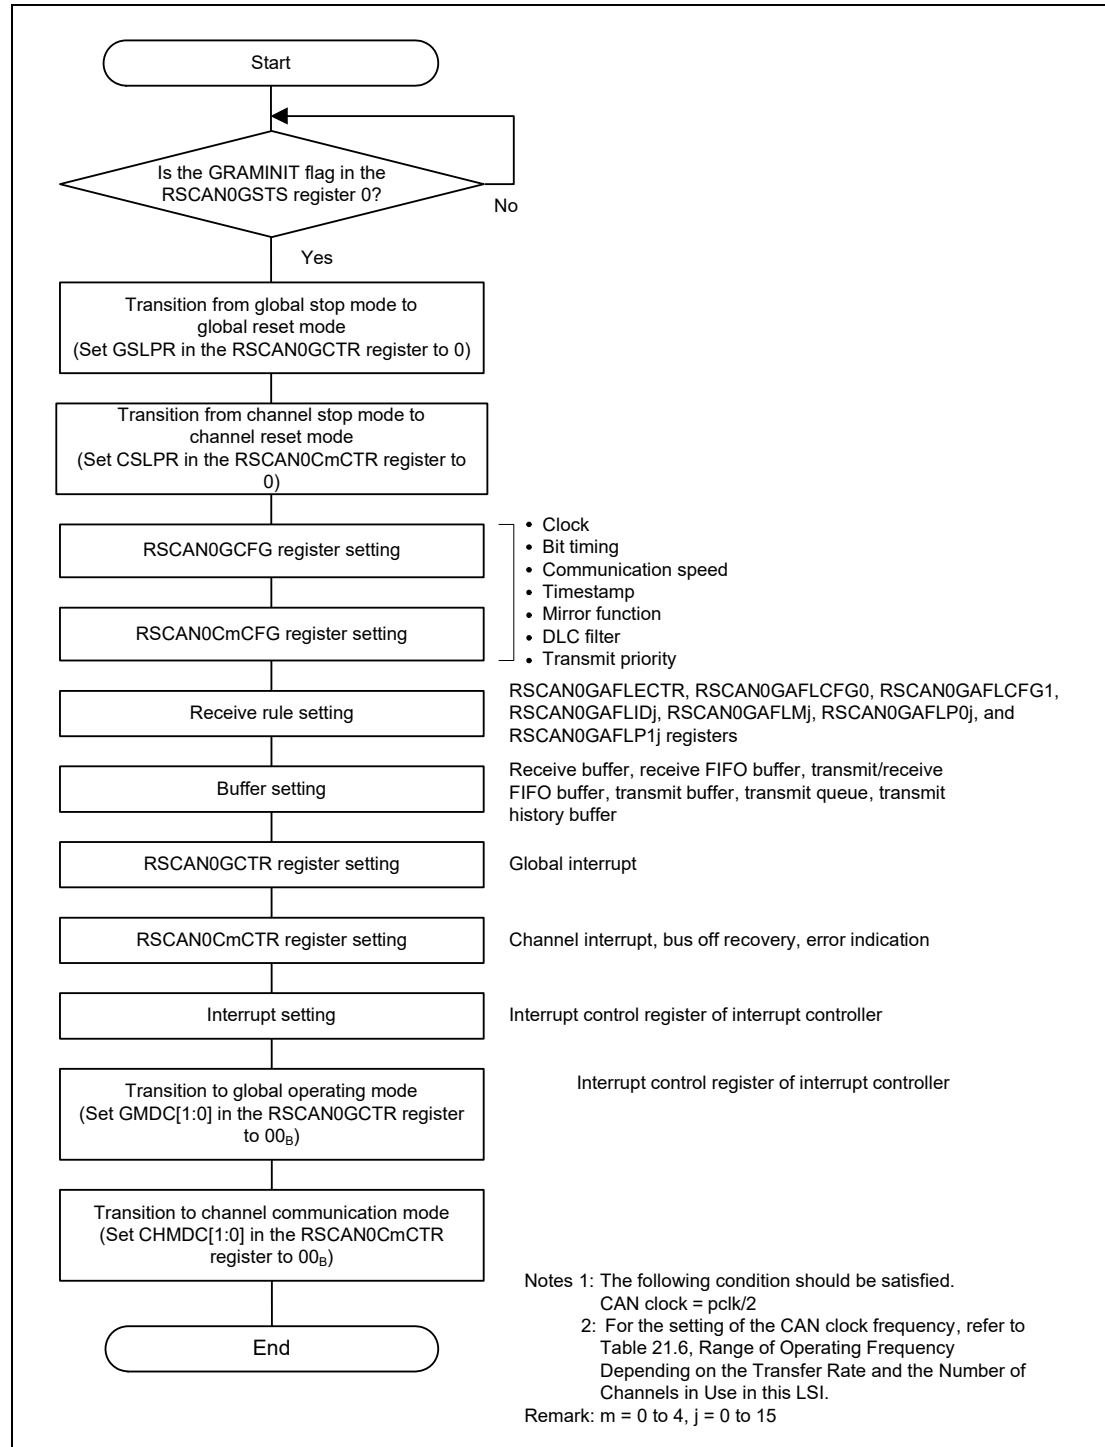 Start
Is the GRAMINIT flag in the
RSCAN0GSTS register 0?
No
Yes
Transition from global stop mode to
global reset mode
(Set GSLPR in the RSCAN0GCTR register to 0)
Transition from channel stop mode to
channel reset mode
(Set CSLPR in the RSCAN0CmCTR register to
0)
RSCAN0GCFG register setting
RSCAN0CmCFG register setting
• Clock
• Bit timing
• Communication speed
• Timestamp
• Mirror function
• DLC filter
• Transmit priority
Receive rule setting
RSCAN0GAFLECTR, RSCAN0GAFLCFG0, RSCAN0GAFLCFG1,
RSCAN0GAFLIDj, RSCAN0GAFLMj, RSCAN0GAFLP0j, and
RSCAN0GAFLP1j registers
Buffer setting
Receive buffer, receive FIFO buffer, transmit/receive
FIFO buffer, transmit buffer, transmit queue, transmit
history buffer
RSCAN0GCTR register setting
Global interrupt
RSCAN0CmCTR register setting
Channel interrupt, bus off recovery, error indication
Interrupt setting
Interrupt control register of interrupt controller
Transition to global operating mode
(Set GMDC[1:0] in the RSCAN0GCTR register
to 00B)
Interrupt control register of interrupt controller
Transition to channel communication mode
(Set CHMDC[1:0] in the RSCAN0CmCTR
register to 00B)
End
Notes 1: The following condition should be satisfied.
CAN clock = pclk/2
2: For the setting of the CAN clock frequency, refer to
Table 21.6, Range of Operating Frequency
Depending on the Transfer Rate and the Number of
Channels in Use in this LSI.
Remark: m = 0 to 4, j = 0 to 15